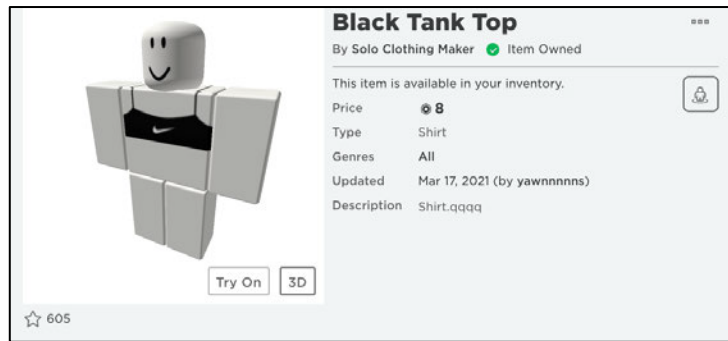 Black Tank Top
By Solo Clothing Maker Item Owned
This item is available in your inventory.
Price 8
Type Shirt
Genres All
Updated Mar 17, 2021 (by yawnnnnns)
Description Shirt.qqqq
Try On 3D
605